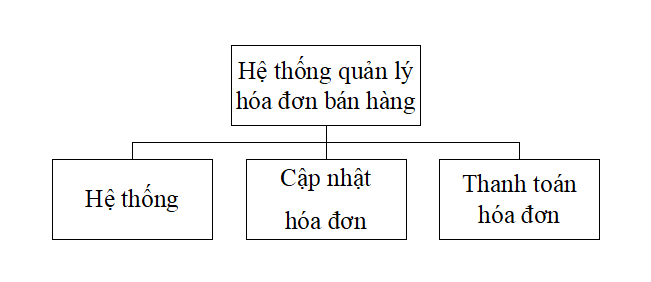 Hệ thống quản lý
hóa đơn bán hàng
Hệ thống
Cập nhật
hóa đơn
Thanh toán
hóa đơn